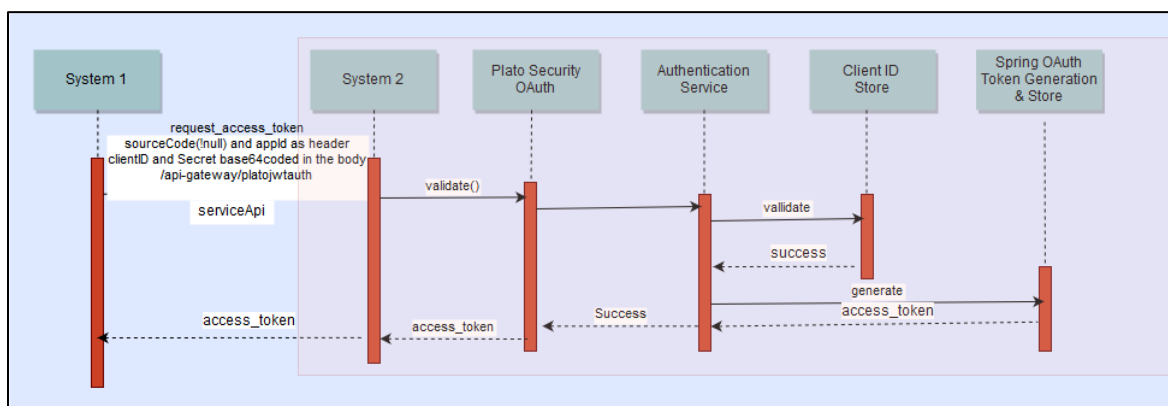 System 1
System 2
Plato Security
OAuth
Authentication
Service
Client ID
Store
Spring OAuth
Token Generation
& Store
request_access_token
sourceCode(!null) and appId as header
clientID and Secret base64coded in the body
/api-gateway/platojwtauth
serviceApi
validate()
vallidate
success
generate
access_token
Success
access_token
access_token